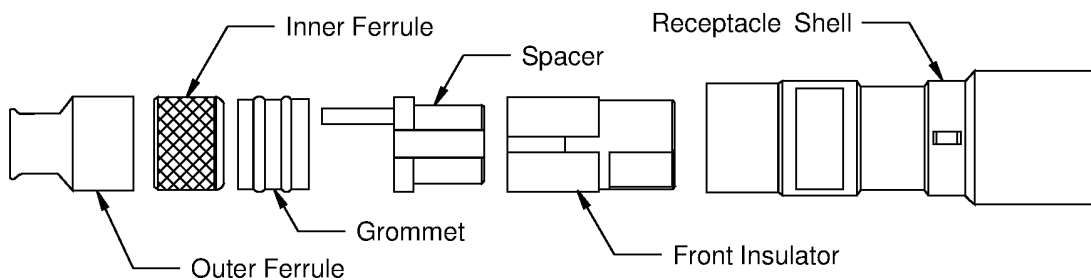 Inner Ferrule
Receptacle Shell
Spacer
Grommet
Front Insulator
Outer Ferrule